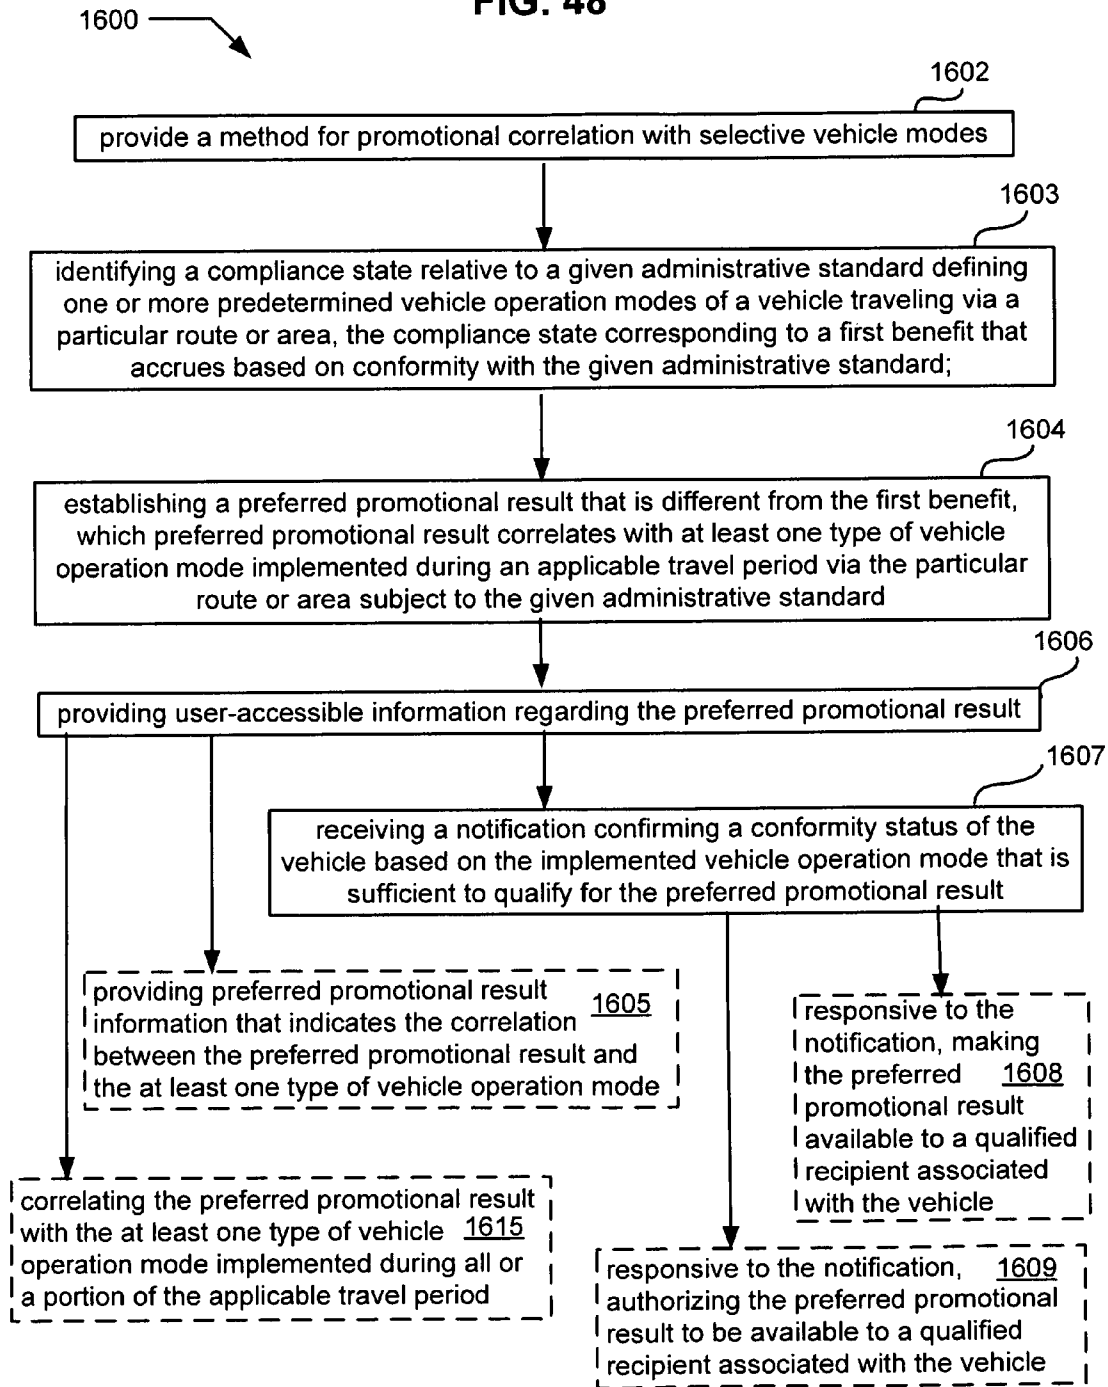 FIG. 48
1600
1602
provide a method for promotional correlation with selective vehicle modes
1603
identifying a compliance state relative to a given administrative standard defining
one or more predetermined vehicle operation modes of a vehicle traveling via a
particular route or area, the compliance state corresponding to a first benefit that
accrues based on conformity with the given administrative standard;
1604
establishing a preferred promotional result that is different from the first benefit,
which preferred promotional result correlates with at least one type of vehicle
operation mode implemented during an applicable travel period via the particular
route or area subject to the given administrative standard
1606
providing user-accessible information regarding the preferred promotional result
1607
receiving a notification confirming a conformity status of the
vehicle based on the implemented vehicle operation mode that is
sufficient to qualify for the preferred promotional result
providing preferred promotional result
information that indicates the correlation 1605
between the preferred promotional result and
the at least one type of vehicle operation mode
responsive to the
notification, making
the preferred 1608
promotional result
available to a qualified
recipient associated
with the vehicle
correlating the preferred promotional result
with the at least one type of vehicle 1615
operation mode implemented during all or
a portion of the applicable travel period
responsive to the notification, 1609
authorizing the preferred promotional
result to be available to a qualified
recipient associated with the vehicle